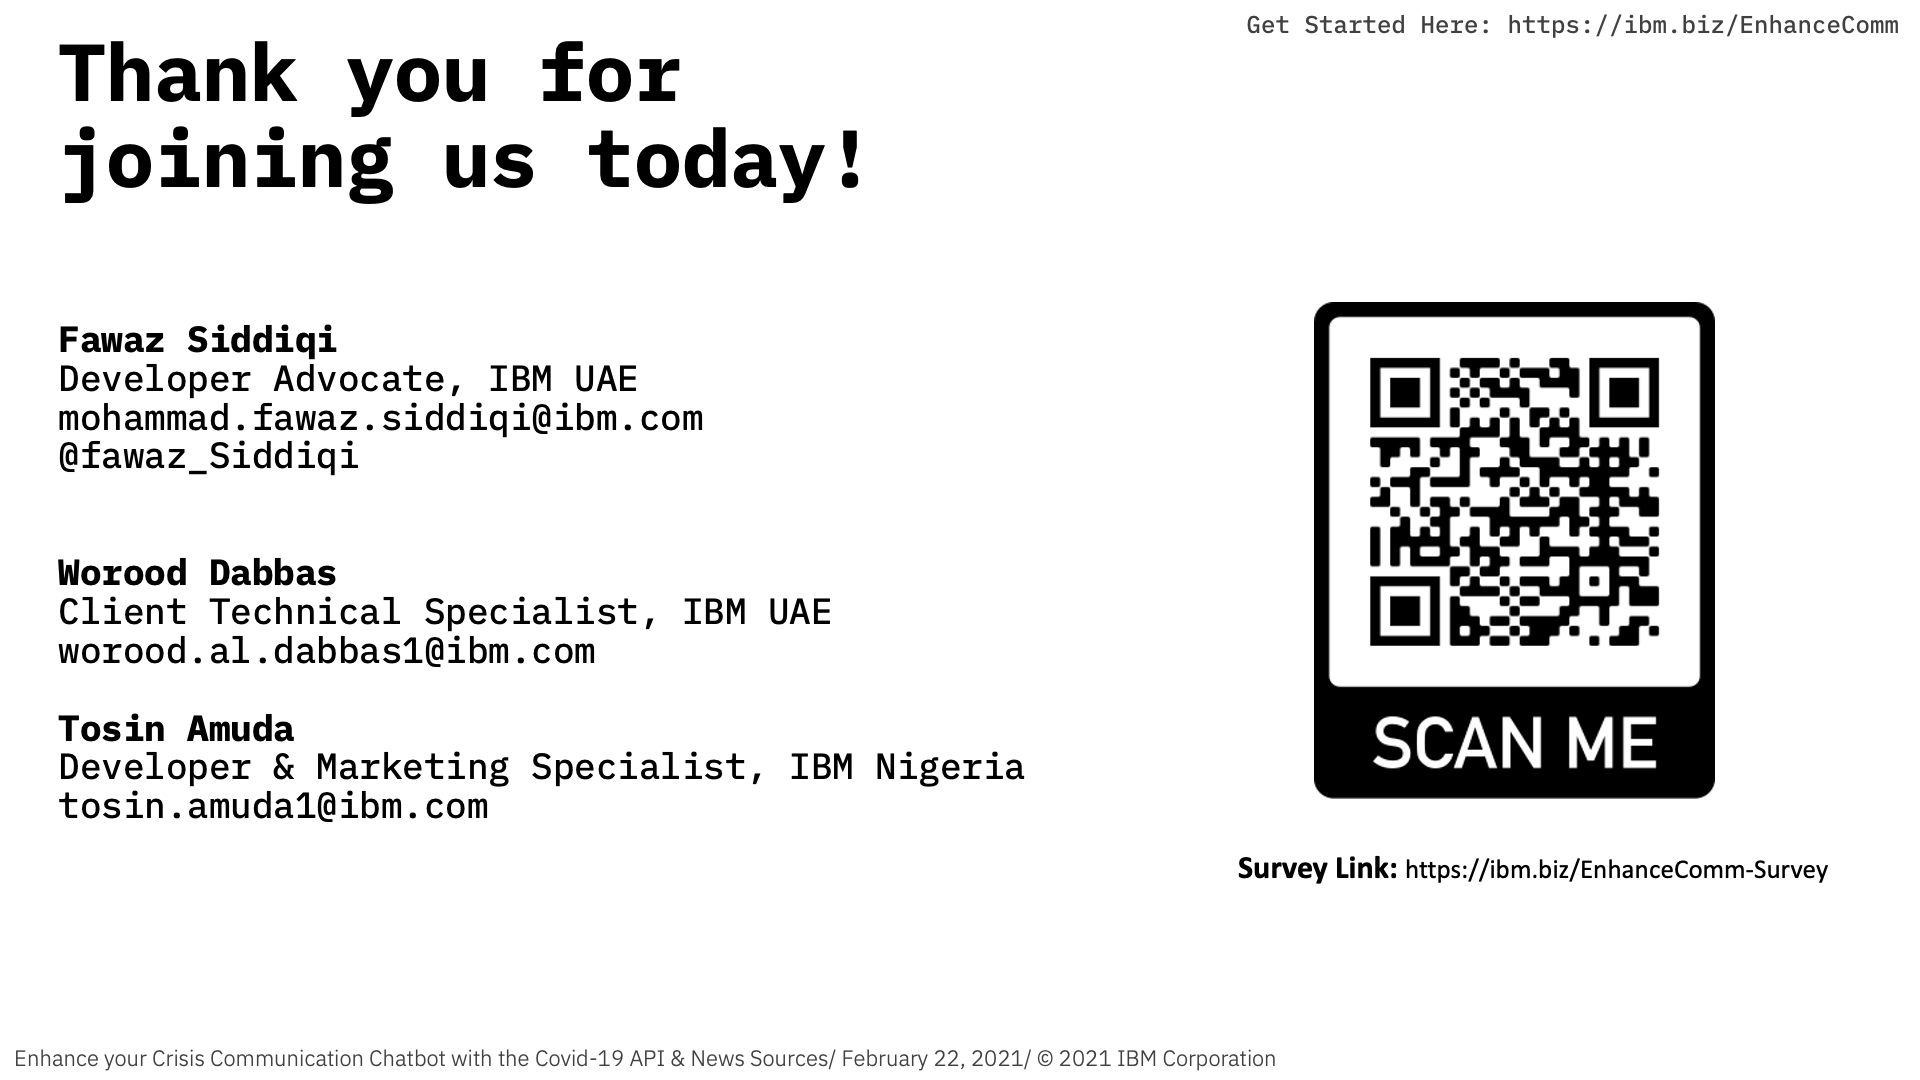 Get Started Here: https://ibm.biz/EnhanceComm
Thank you for
joining us today!
Fawaz Siddiqi
Developer Advocate, IBM UAE
mohammad.fawaz.siddiqi@ibm.com
@fawaz_Siddiqi
Worood Dabbas
Client Technical Specialist, IBM UAE
worood.al.dabbas1@ibm.com
Tosin Amuda
Developer & Marketing Specialist, IBM Nigeria
tosin.amuda1@ibm.com
SCAN ME
Survey Link: https://ibm.biz/EnhanceComm-Survey
Enhance your Crisis Communication Chatbot with the Covid-19 API & News Sources/ February 22, 2021/ © 2021 IBM Corporation